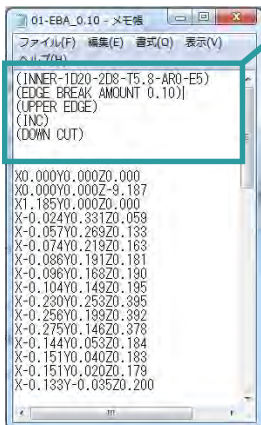 01-EBA_0.10 - メモ帳
ファイル(F) 編集(E) 書式(O) 表示(V)
ヘルプ(H)
(INNER-1D20-2D8-T5.8-AR0-E5)
(EDGE BREAK AMOUNT 0.10)
(UPPER EDGE)
(INC)
(DOWN CUT)
X0.000Y0.000Z0.000
X0.000Y0.000Z-9.187
X1.185Y0.000Z0.000
X-0.024Y0.331Z0.059
X-0.057Y0.269Z0.133
X-0.074Y0.219Z0.163
X-0.086Y0.191Z0.181
X-0.096Y0.168Z0.190
X-0.104Y0.149Z0.195
X-0.230Y0.253Z0.395
X-0.256Y0.199Z0.392
X-0.275Y0.146Z0.378
X-0.144Y0.053Z0.184
X-0.151Y0.040Z0.183
X-0.151Y0.020Z0.179
X-0.133Y-0.035Z0.200